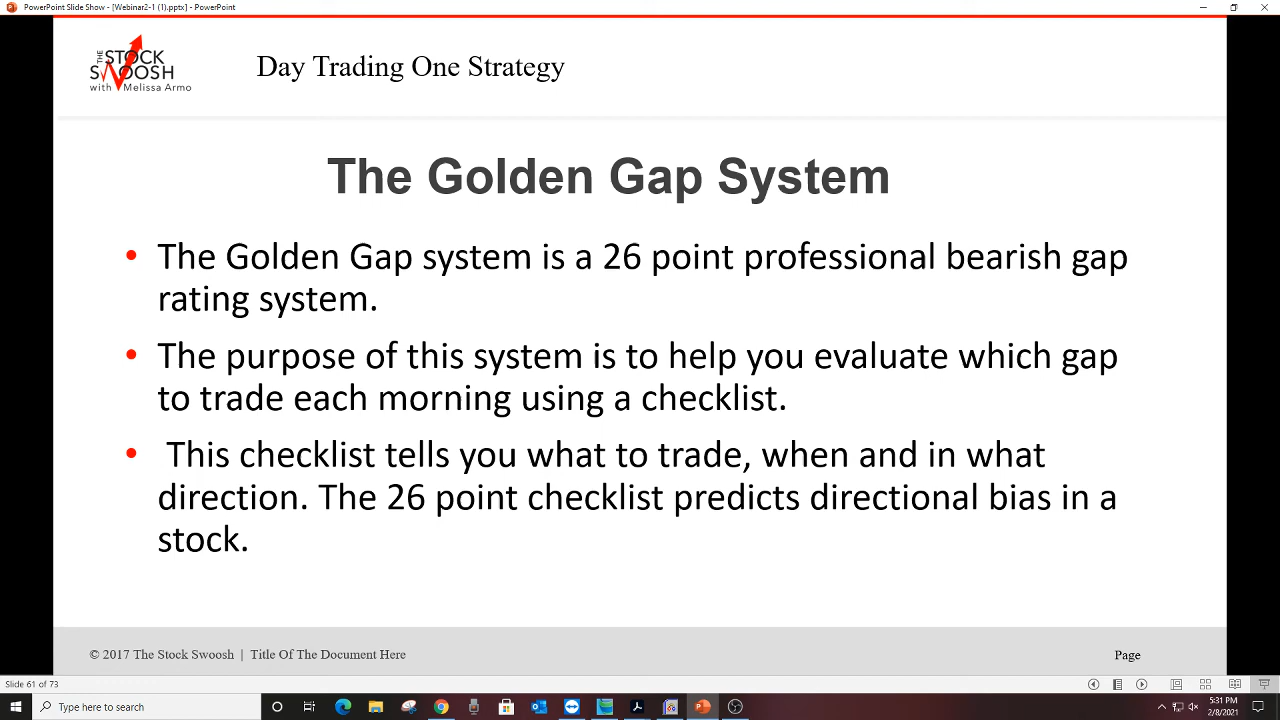 PowerPoint Slide Show - [Webinar2-1 (1).pptx] - PowerPoint
THE STOCK
SWOOSH
with Melissa Armo
Day Trading One Strategy
The Golden Gap System
• The Golden Gap system is a 26 point professional bearish gap
rating system.
• The purpose of this system is to help you evaluate which gap
to trade each morning using a checklist.
• This checklist tells you what to trade, when and in what
direction. The 26 point checklist predicts directional bias in a
stock.
© 2017 The Stock Swoosh | Title Of The Document Here
Page
Slide 61 of 73
Type here to search
5:31 PM
2/8/2021